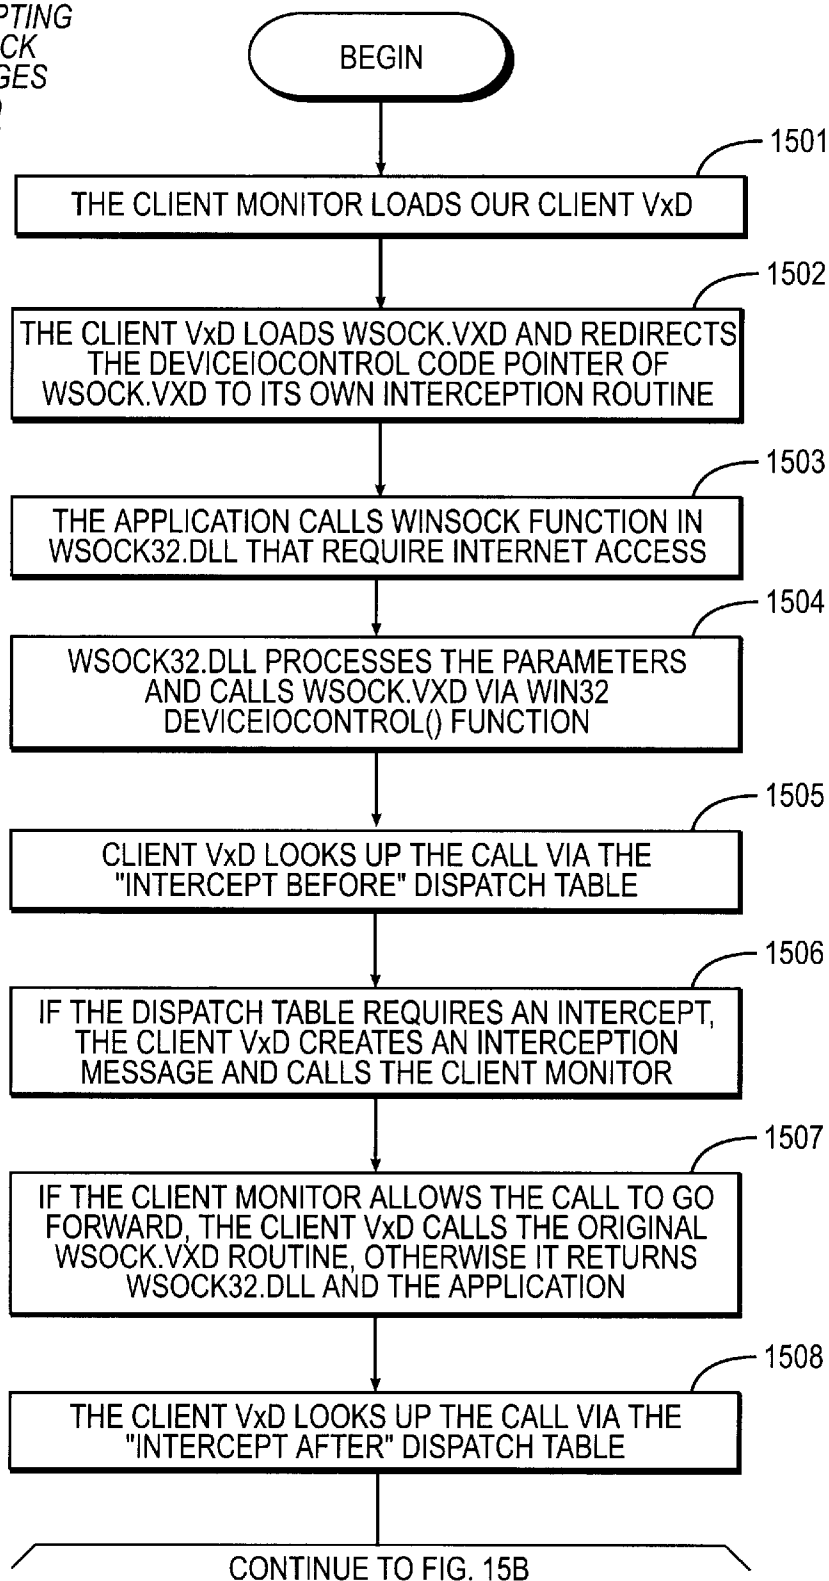 BEGIN
1501
THE CLIENT MONITOR LOADS OUR CLIENT VxD
1502
THE CLIENT VxD LOADS WSOCK.VXD AND REDIRECTS
THE DEVICEIOCONTROL CODE POINTER OF
WSOCK.VXD TO ITS OWN INTERCEPTION ROUTINE
1503
THE APPLICATION CALLS WINSOCK FUNCTION IN
WSOCK32.DLL THAT REQUIRE INTERNET ACCESS
1504
WSOCK32.DLL PROCESSES THE PARAMETERS
AND CALLS WSOCK.VXD VIA WIN32
DEVICEIOCONTROL() FUNCTION
1505
CLIENT VxD LOOKS UP THE CALL VIA THE
"INTERCEPT BEFORE" DISPATCH TABLE
1506
IF THE DISPATCH TABLE REQUIRES AN INTERCEPT,
THE CLIENT VxD CREATES AN INTERCEPTION
MESSAGE AND CALLS THE CLIENT MONITOR
1507
IF THE CLIENT MONITOR ALLOWS THE CALL TO GO
FORWARD, THE CLIENT VxD CALLS THE ORIGINAL
WSOCK.VXD ROUTINE, OTHERWISE IT RETURNS
WSOCK32.DLL AND THE APPLICATION
1508
THE CLIENT VxD LOOKS UP THE CALL VIA THE
"INTERCEPT AFTER" DISPATCH TABLE
CONTINUE TO FIG. 15B